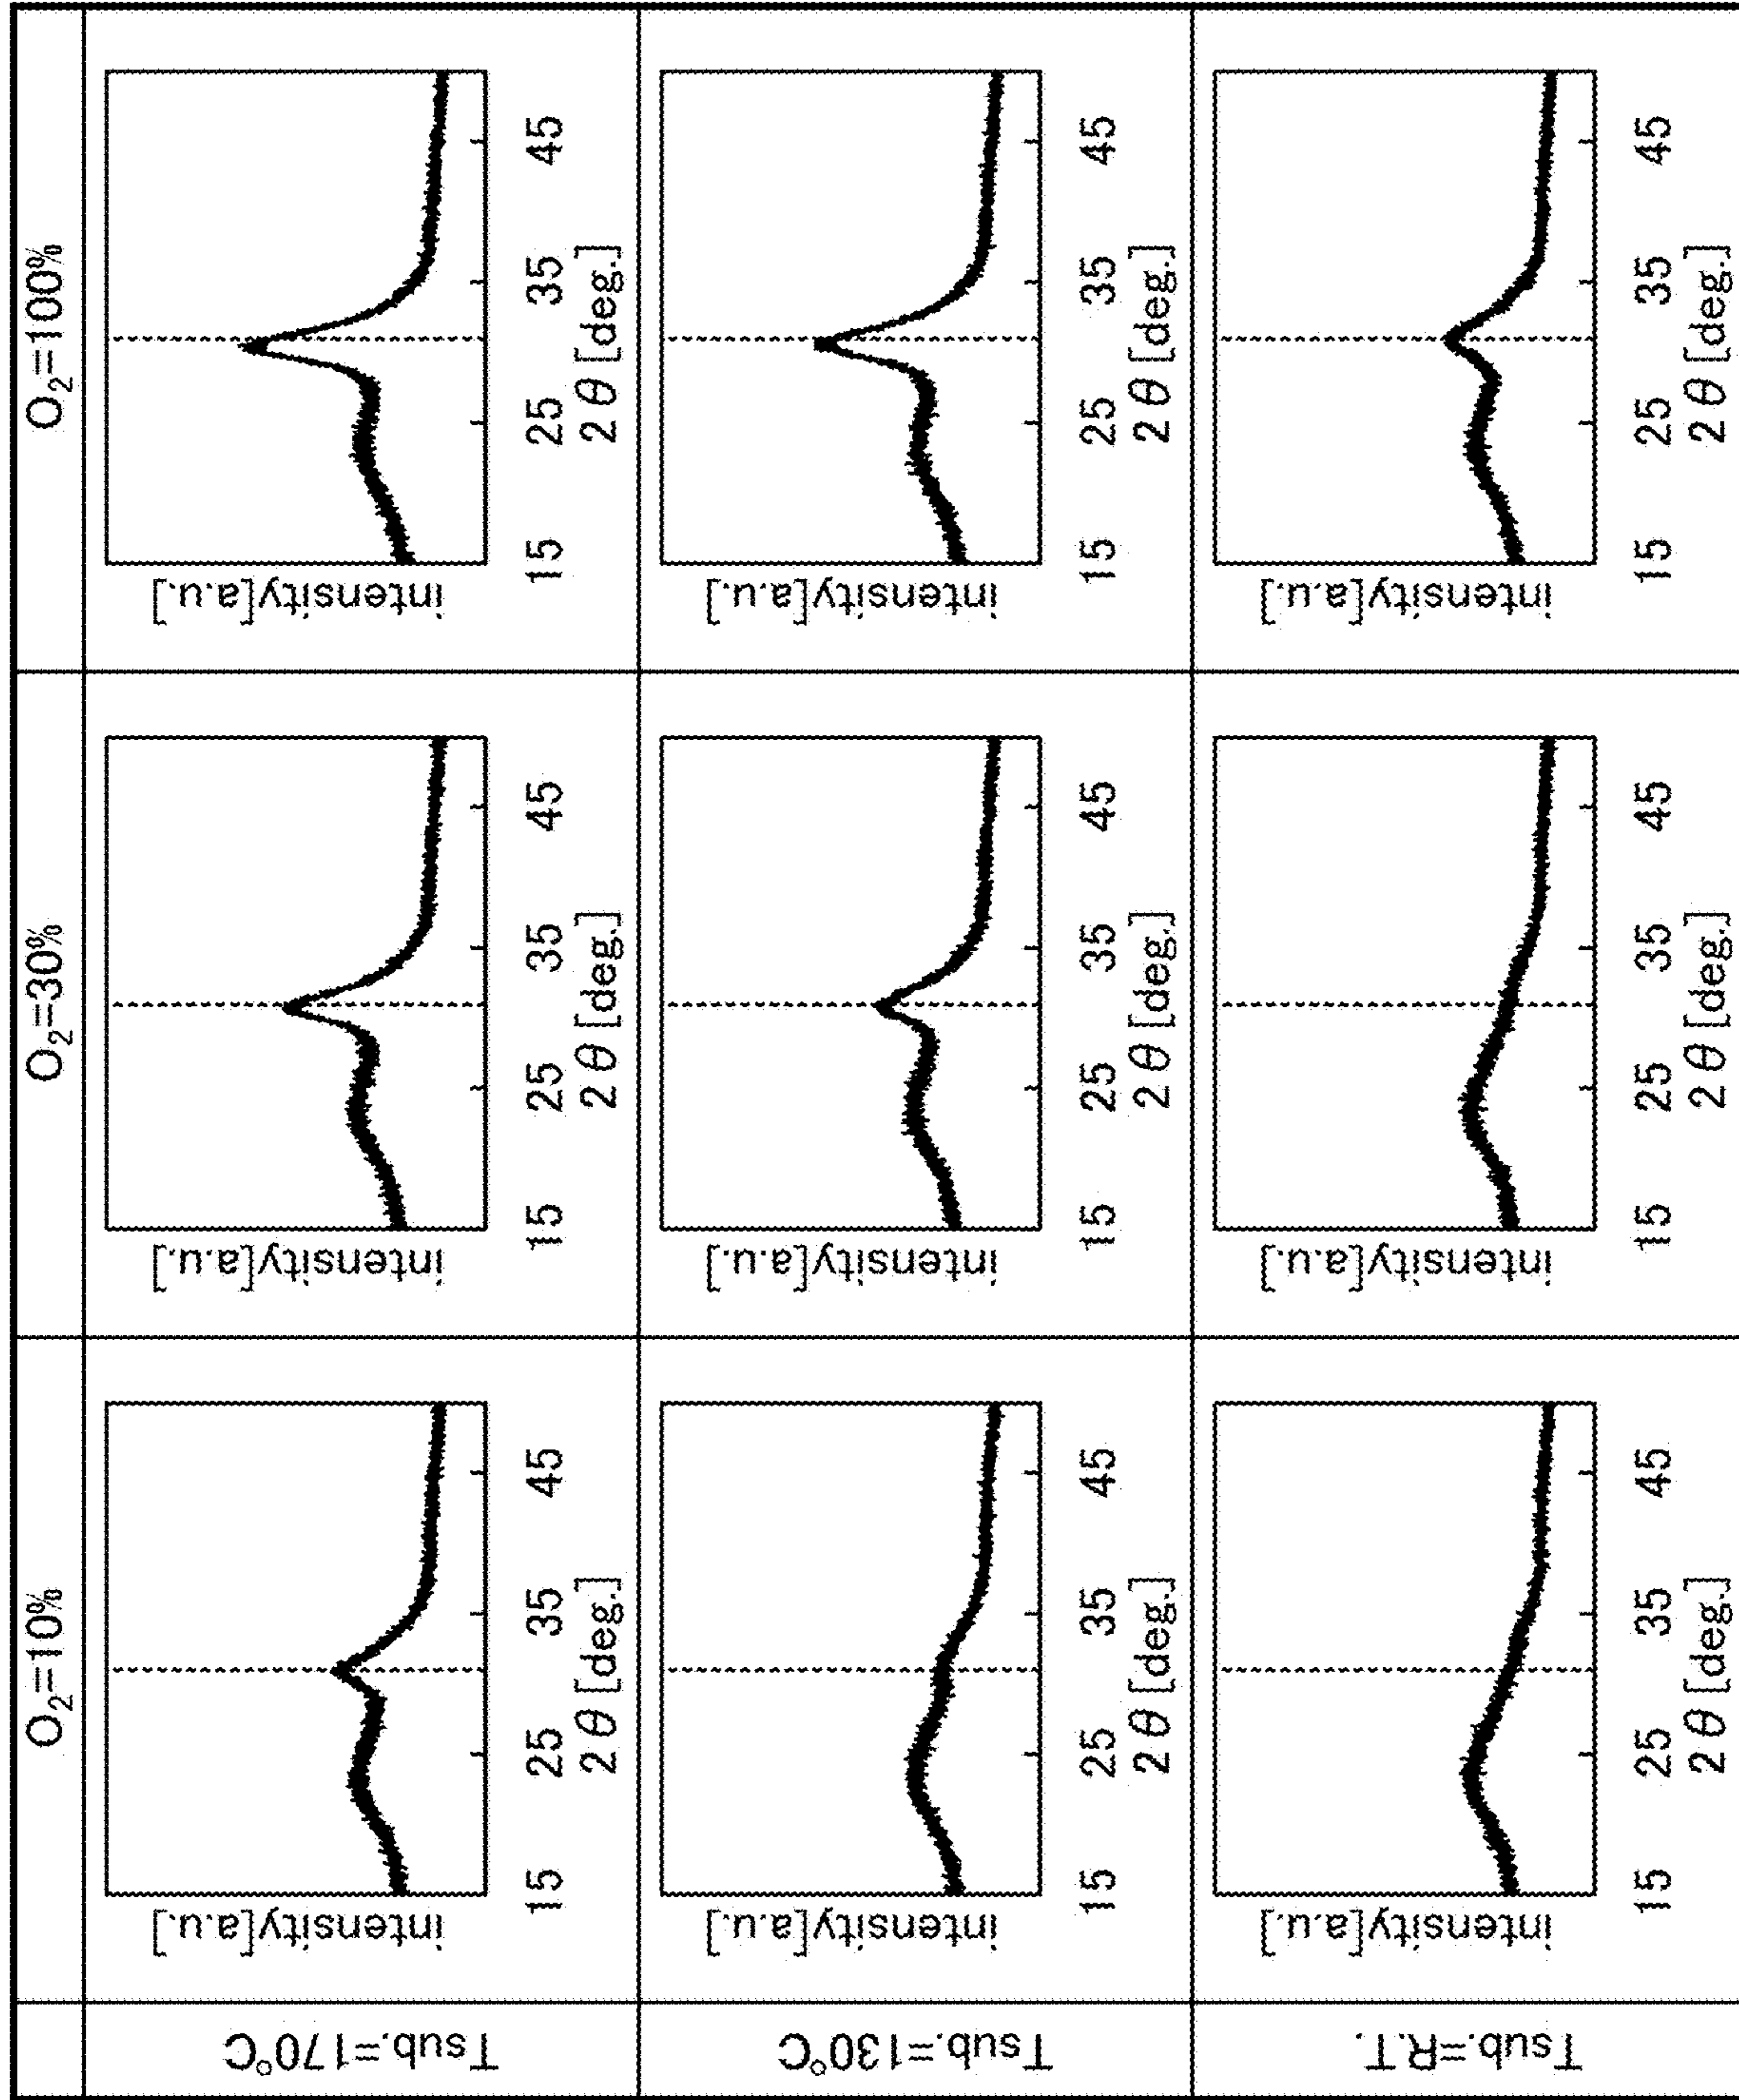 O2=10%
O2=30%
O2=100%
Tsub.=170°C
intensity[a.u.]
15 25 35 45
2θ [deg.]
intensity[a.u.]
15 25 35 45
2θ [deg.]
intensity[a.u.]
15 25 35 45
2θ [deg.]
Tsub.=130°C
intensity[a.u.]
15 25 35 45
2θ [deg.]
intensity[a.u.]
15 25 35 45
2θ [deg.]
intensity[a.u.]
15 25 35 45
2θ [deg.]
Tsub.=R.T.
intensity[a.u.]
15 25 35 45
2θ [deg.]
intensity[a.u.]
15 25 35 45
2θ [deg.]
intensity[a.u.]
15 25 35 45
2θ [deg.]